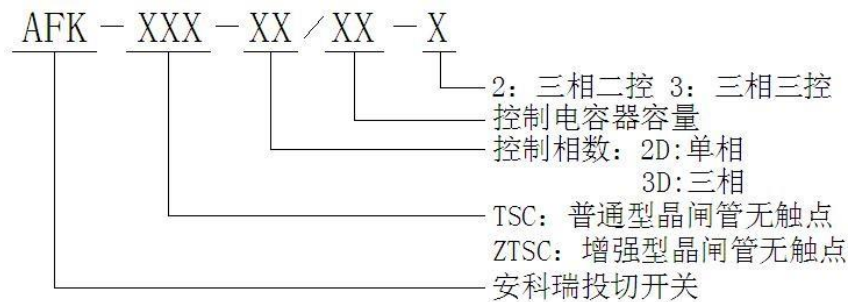 AFK-XXX-XX/XX-X
2: 三相二控 3: 三相三控
控制电容器容量
控制相数: 2D:单相
3D:三相
TSC: 普通型晶闸管无触点
ZTSC: 增强型晶闸管无触点
安科瑞投切开关